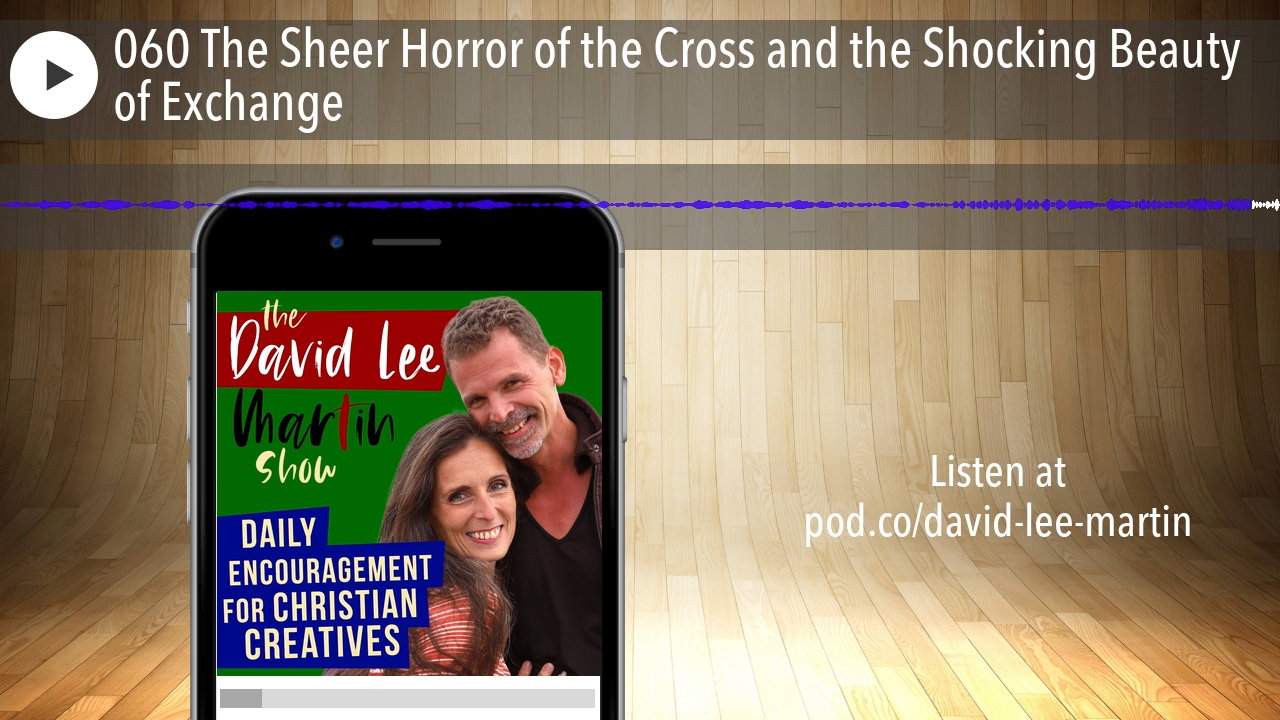 060 The Sheer Horror of the Cross and the Shocking Beauty
of Exchange
the
David Lee
Martin
show
DAILY
ENCOURAGEMENT
FOR CHRISTIAN
CREATIVES
Listen at
pod.co/david-lee-martin